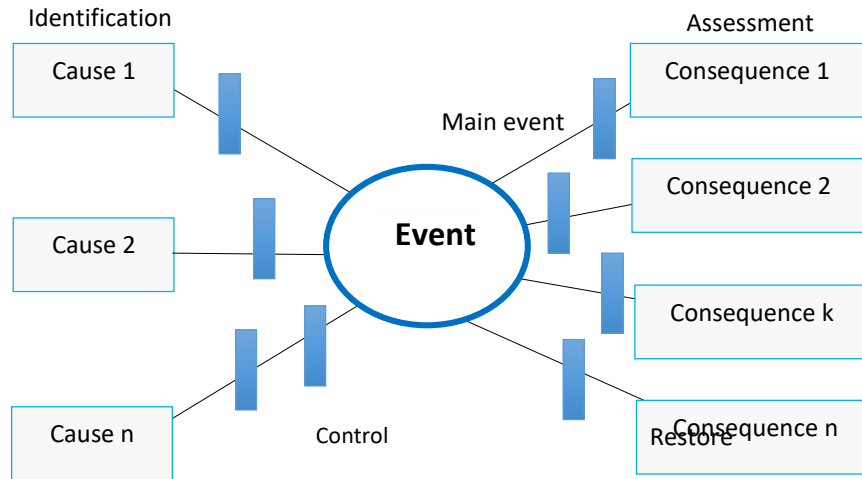 Identification
Assessment
Cause 1
Consequence 1
Main event
Consequence 2
Event
Cause 2
Consequence k
Cause n
Control
Restore
Consequence n